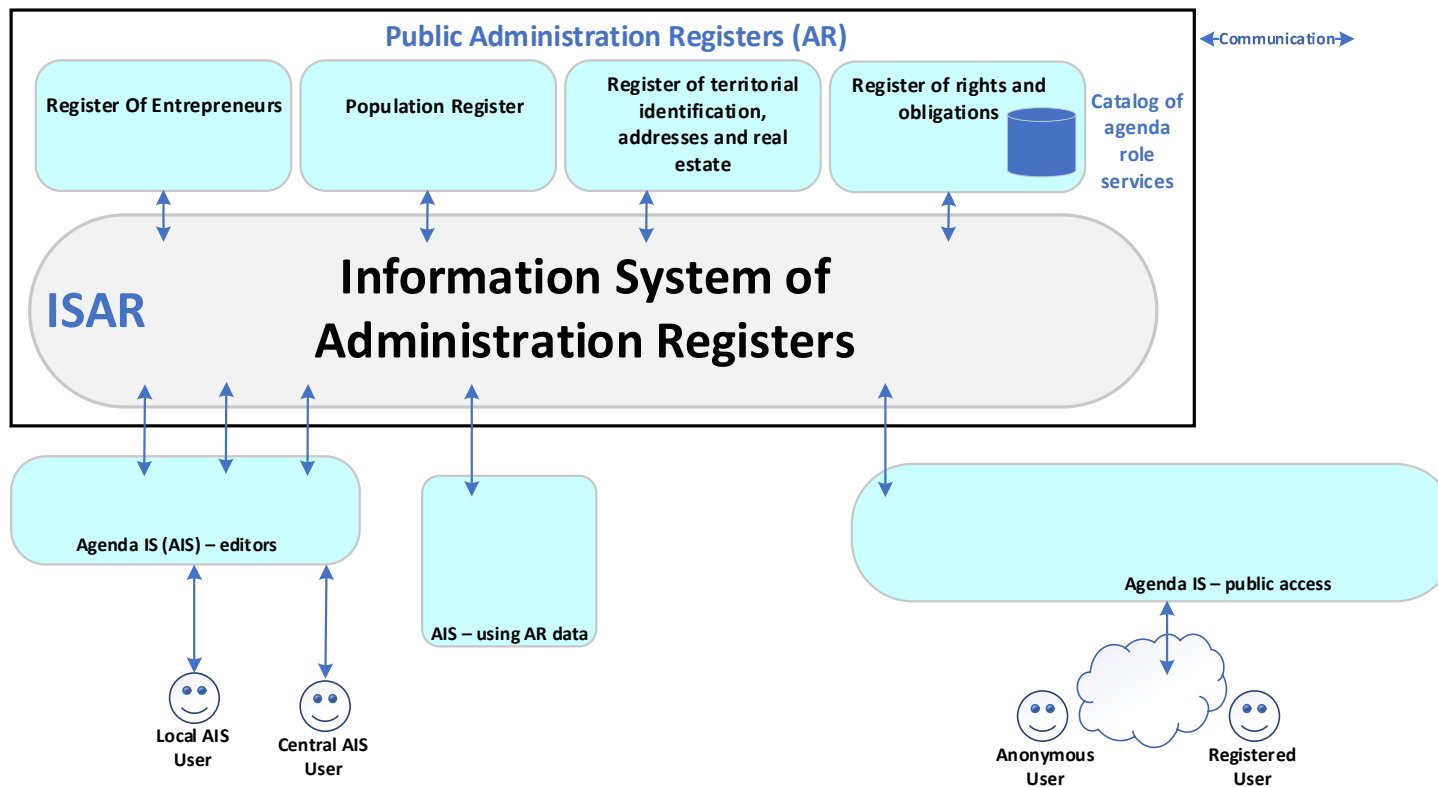 Public Administration Registers (AR)
Communication
Register Of Entrepreneurs
Population Register
Register of territorial
identification,
addresses and real
estate
Register of rights and
obligations
Catalog of
agenda
role
services
ISAR
Information System of
Administration Registers
Agenda IS (AIS) – editors
AIS – using AR data
Agenda IS – public access
Local AIS
User
Central AIS
User
Anonymous
User
Registered
User